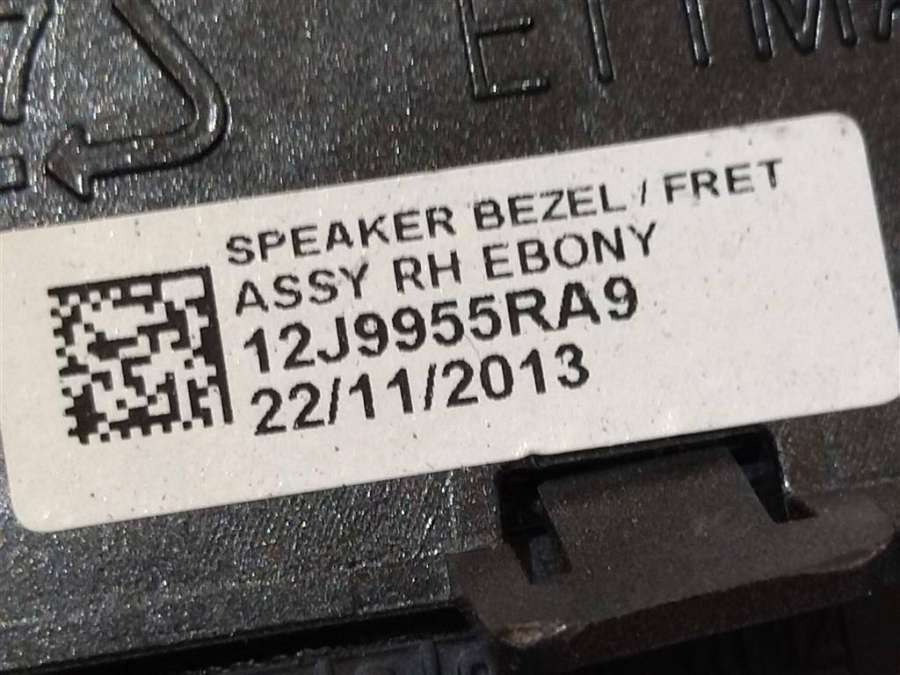 SPEAKER BEZEL / FRET
ASSY RH EBONY
12J9955RA9
22/11/2013